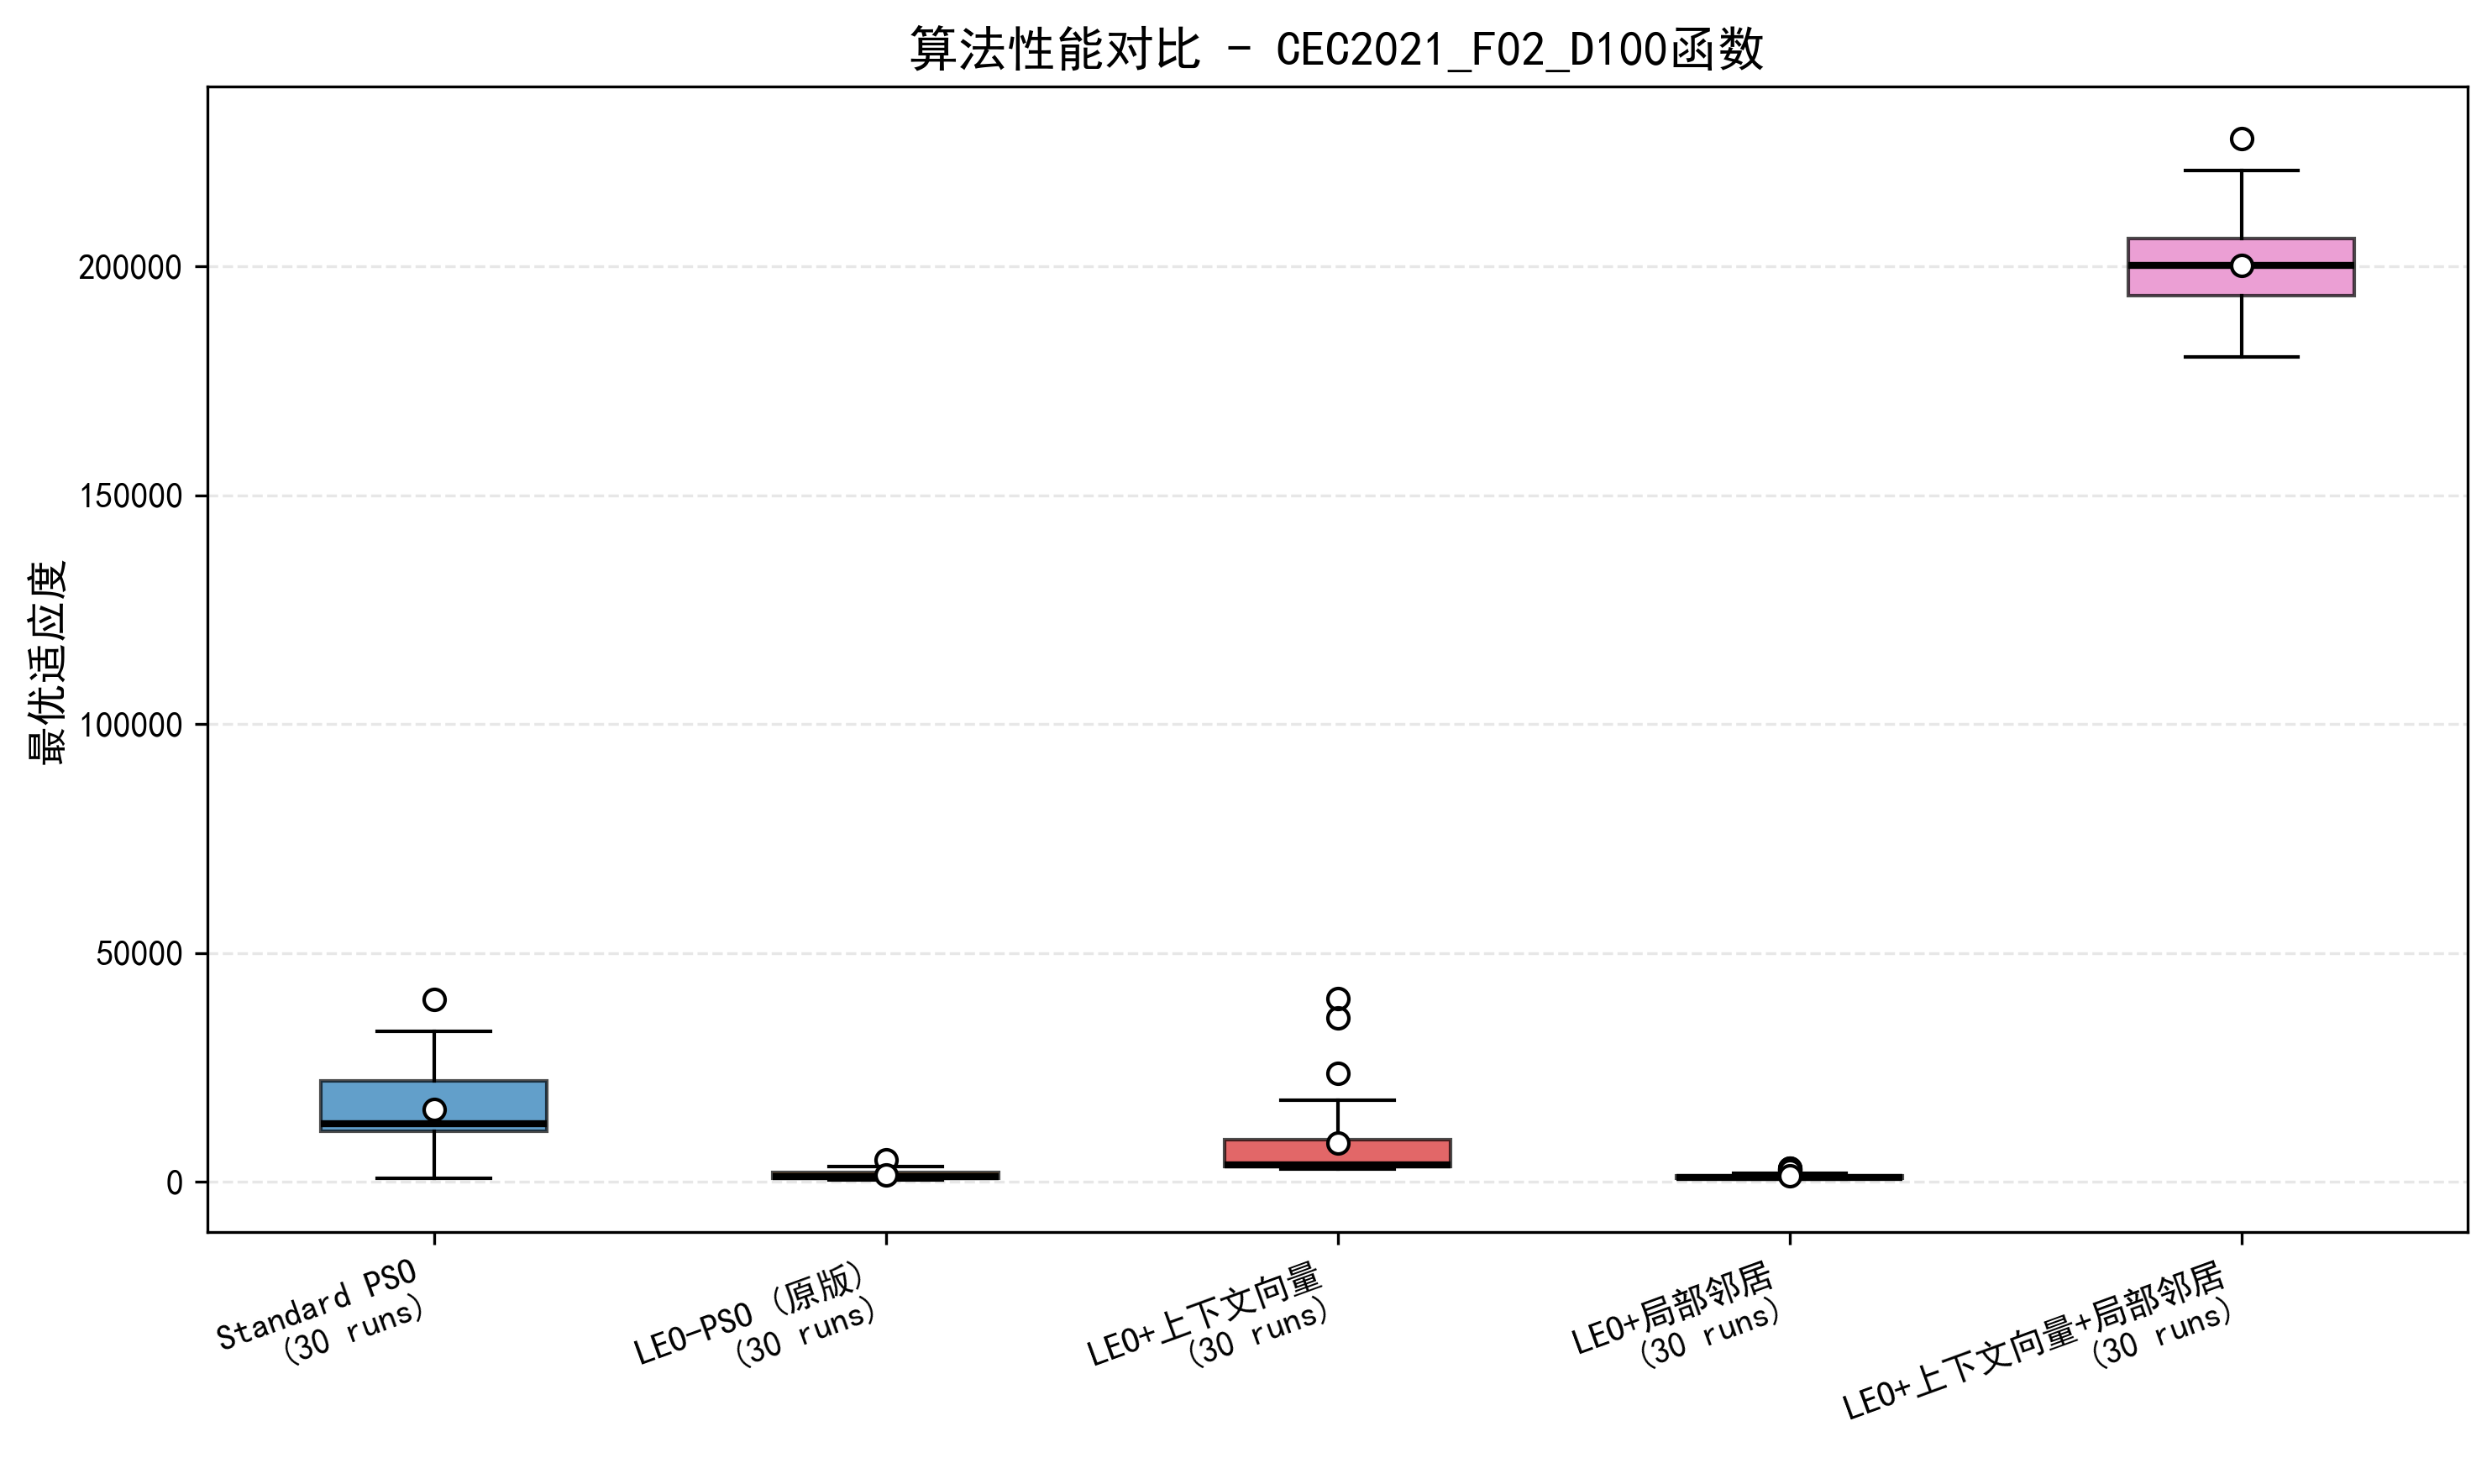 算法性能对比 - CEC2021_F02_D100函数
最优适应度
200000
150000
100000
50000
0
Standard PSO
(30 runs)
LEO-PSO (原版)
(30 runs)
LEO+上下文向量
(30 runs)
LEO+局部邻居
(30 runs)
LEO+上下文向量+局部邻居
(30 runs)